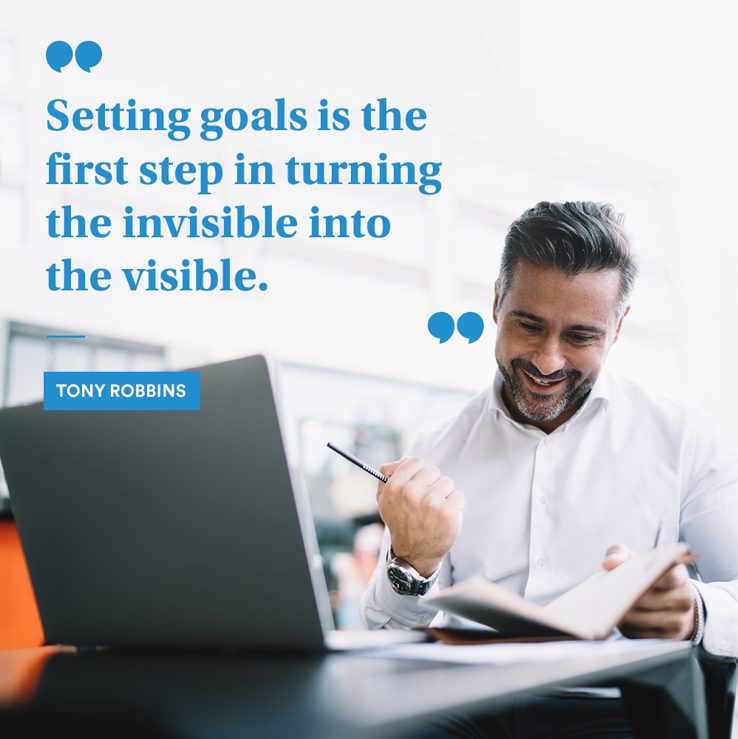 Setting goals is the
first step in turning
the invisible into
the visible.
TONY ROBBINS